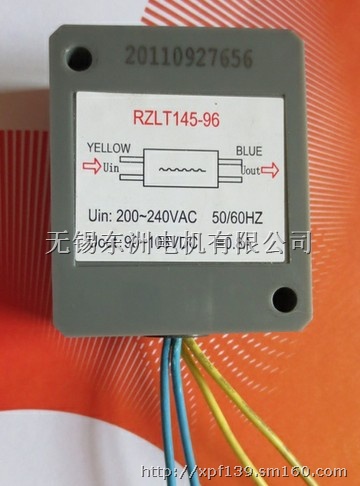 20110927656
RZLT145-96
YELLOW BLUE
Uin Uout
Uin: 200~240VAC 50/60HZ
无锡东洲电机有限公司
http://xpf139.sm160.com/